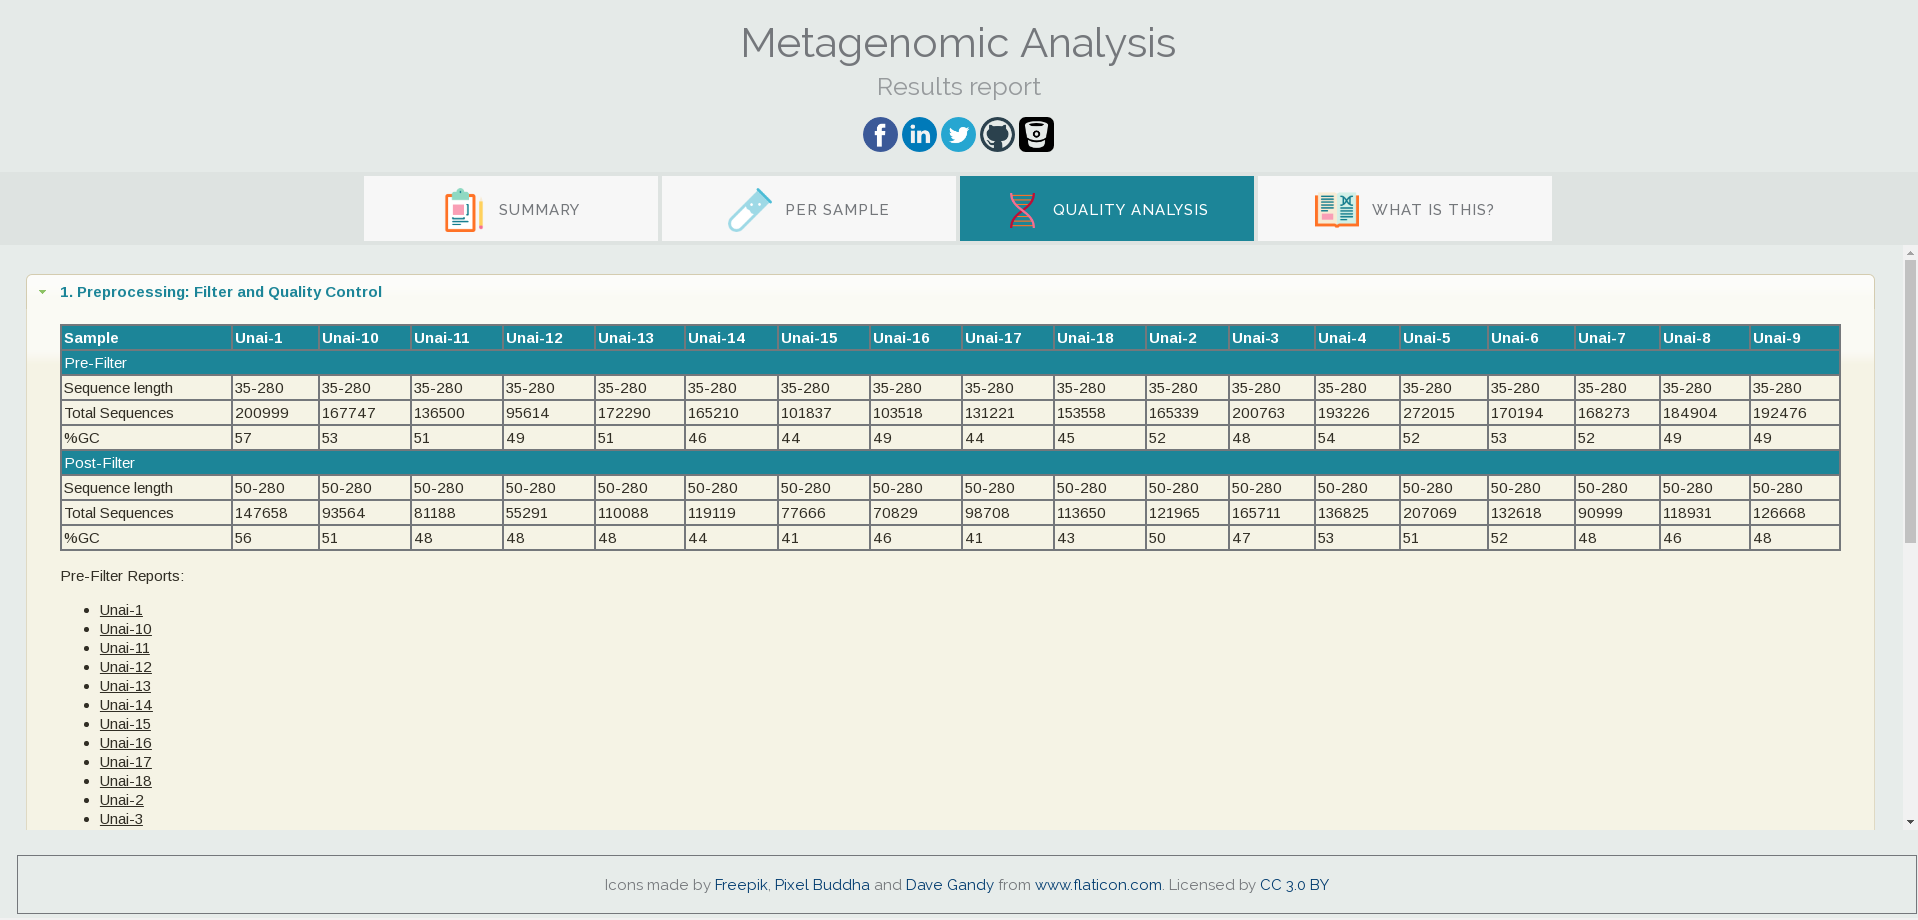 Metagenomic Analysis
Results report
SUMMARY PER SAMPLE QUALITY ANALYSIS WHAT IS THIS?
1. Preprocessing: Filter and Quality Control
Sample Unai-1 Unai-10 Unai-11 Unai-12 Unai-13 Unai-14 Unai-15 Unai-16 Unai-17 Unai-18 Unai-2 Unai-3 Unai-4 Unai-5 Unai-6 Unai-7 Unai-8 Unai-9
Pre-Filter
Sequence length 35-280 35-280 35-280 35-280 35-280 35-280 35-280 35-280 35-280 35-280 35-280 35-280 35-280 35-280 35-280 35-280 35-280 35-280
Total Sequences 200999 167747 136500 95614 172290 165210 101837 103518 131221 153558 165339 200763 193226 272015 170194 168273 184904 192476
%GC 57 53 51 49 51 46 44 49 44 45 52 48 54 52 53 52 49 49
Post-Filter
Sequence length 50-280 50-280 50-280 50-280 50-280 50-280 50-280 50-280 50-280 50-280 50-280 50-280 50-280 50-280 50-280 50-280 50-280 50-280
Total Sequences 147658 93564 81188 55291 110088 119119 77666 70829 98708 113650 121965 165711 136825 207069 132618 90999 118931 126668
%GC 56 51 48 48 48 44 41 46 41 43 50 47 53 51 52 48 46 48
Pre-Filter Reports:
Unai-1
Unai-10
Unai-11
Unai-12
Unai-13
Unai-14
Unai-15
Unai-16
Unai-17
Unai-18
Unai-2
Unai-3
Icons made by Freepik, Pixel Buddha and Dave Gandy from www.flaticon.com. Licensed by CC 3.0 BY